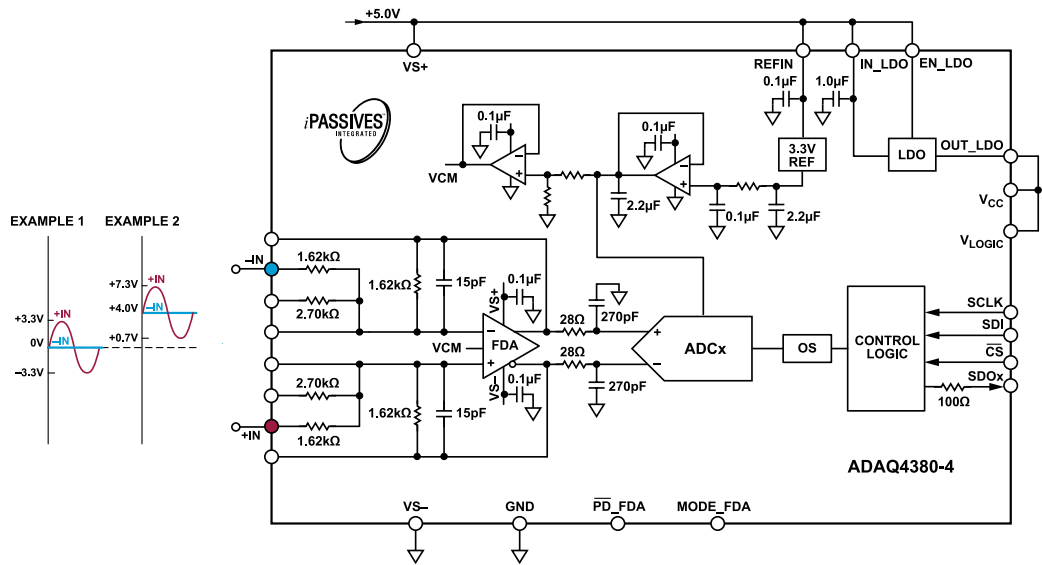 +5.0V
VS+
REFIN
IN_LDO
EN_LDO
0.1µF
1.0µF
iPASSIVES
INTEGRATED
0.1µF
0.1µF
3.3V
REF
LDO
OUT_LDO
VCM
–
+
–
+
2.2µF
0.1µF
2.2µF
VCC
VLOGIC
EXAMPLE 1
EXAMPLE 2
+3.3V
+IN
0V
–IN
–3.3V
+7.3V
+IN
+4.0V
–IN
+0.7V
–IN
1.62kΩ
2.70kΩ
1.62kΩ
15pF
0.1µF
VS+
–
FDA
+
VCM
VS–
0.1µF
28Ω
28Ω
270pF
270pF
+
–
ADCx
OS
CONTROL
LOGIC
SCLK
SDI
CS
SDOx
100Ω
2.70kΩ
1.62kΩ
1.62kΩ
15pF
+IN
ADAQ4380-4
VS–
GND
PD_FDA
MODE_FDA